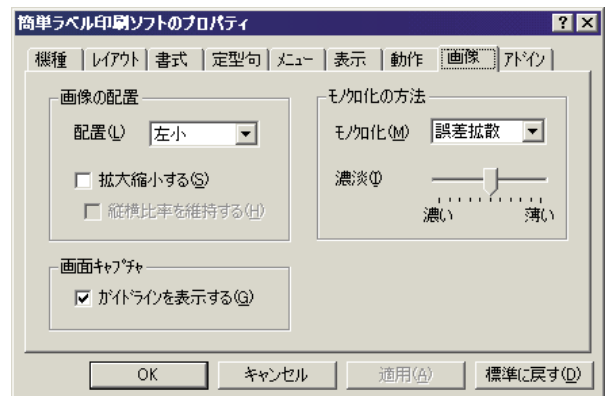 簡単ラベル印刷ソフトのプロパティ
機種 ﾚｲｱｳﾄ 書式 定型句 ﾒﾆｭｰ 表示 動作 画像 ｱﾄﾞｲﾝ
画像の配置
配置(L) 左小
拡大縮小する(S)
縦横比率を維持する(H)
画面ｷｬﾌﾟﾁｬ
ｶﾞｲﾄﾞﾗｲﾝを表示する(G)
ﾓﾉｸﾛ化の方法
ﾓﾉｸﾛ化(M) 誤差拡散
濃淡(I)
濃い 薄い
OK キャンセル 適用(A) 標準に戻す(D)